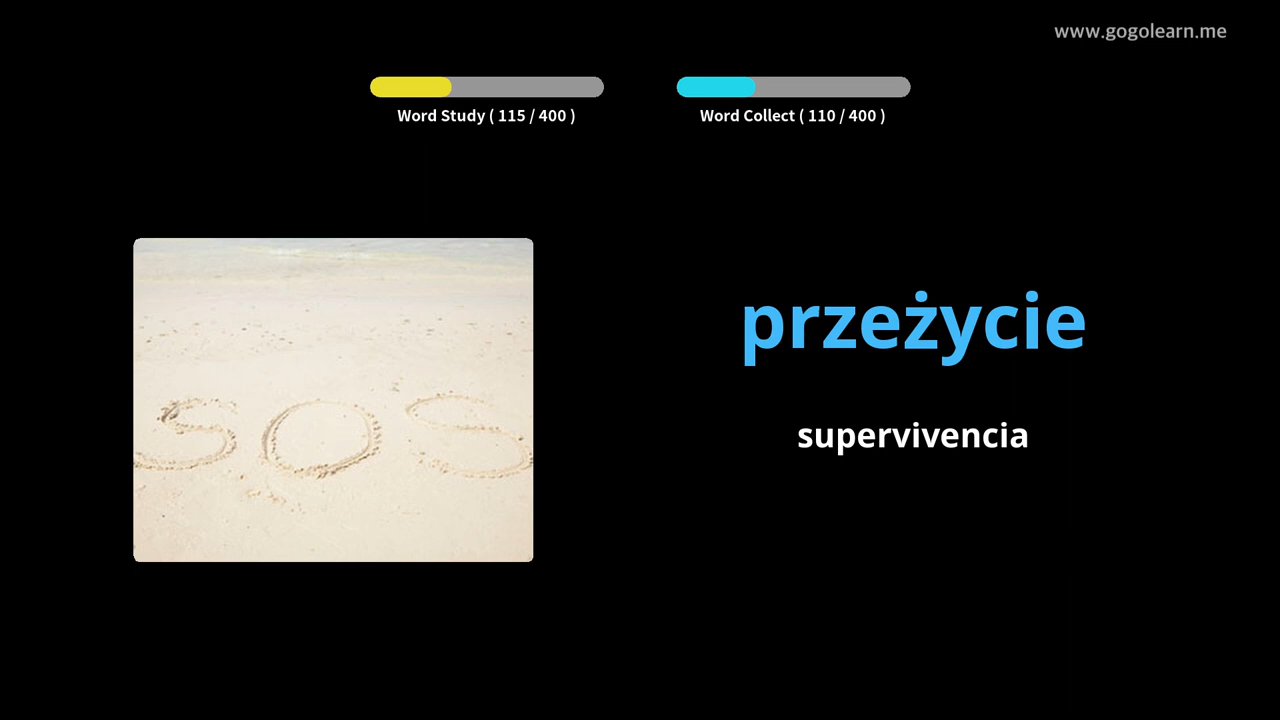 www.gogolearn.me
Word Study ( 115 / 400 )
Word Collect ( 110 / 400 )
SOS
przeżycie
supervivencia